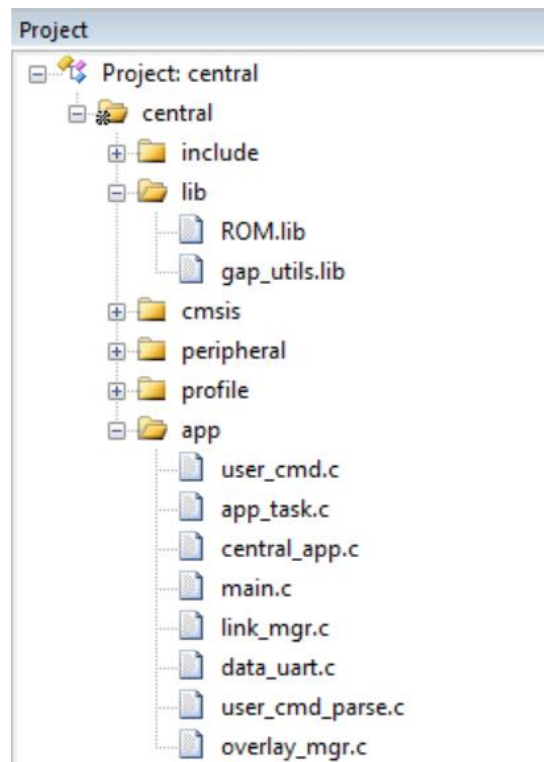 Project
Project: central
central
include
lib
ROM.lib
gap_utils.lib
cmsis
peripheral
profile
app
user_cmd.c
app_task.c
central_app.c
main.c
link_mgr.c
data_uart.c
user_cmd_parse.c
overlay_mgr.c